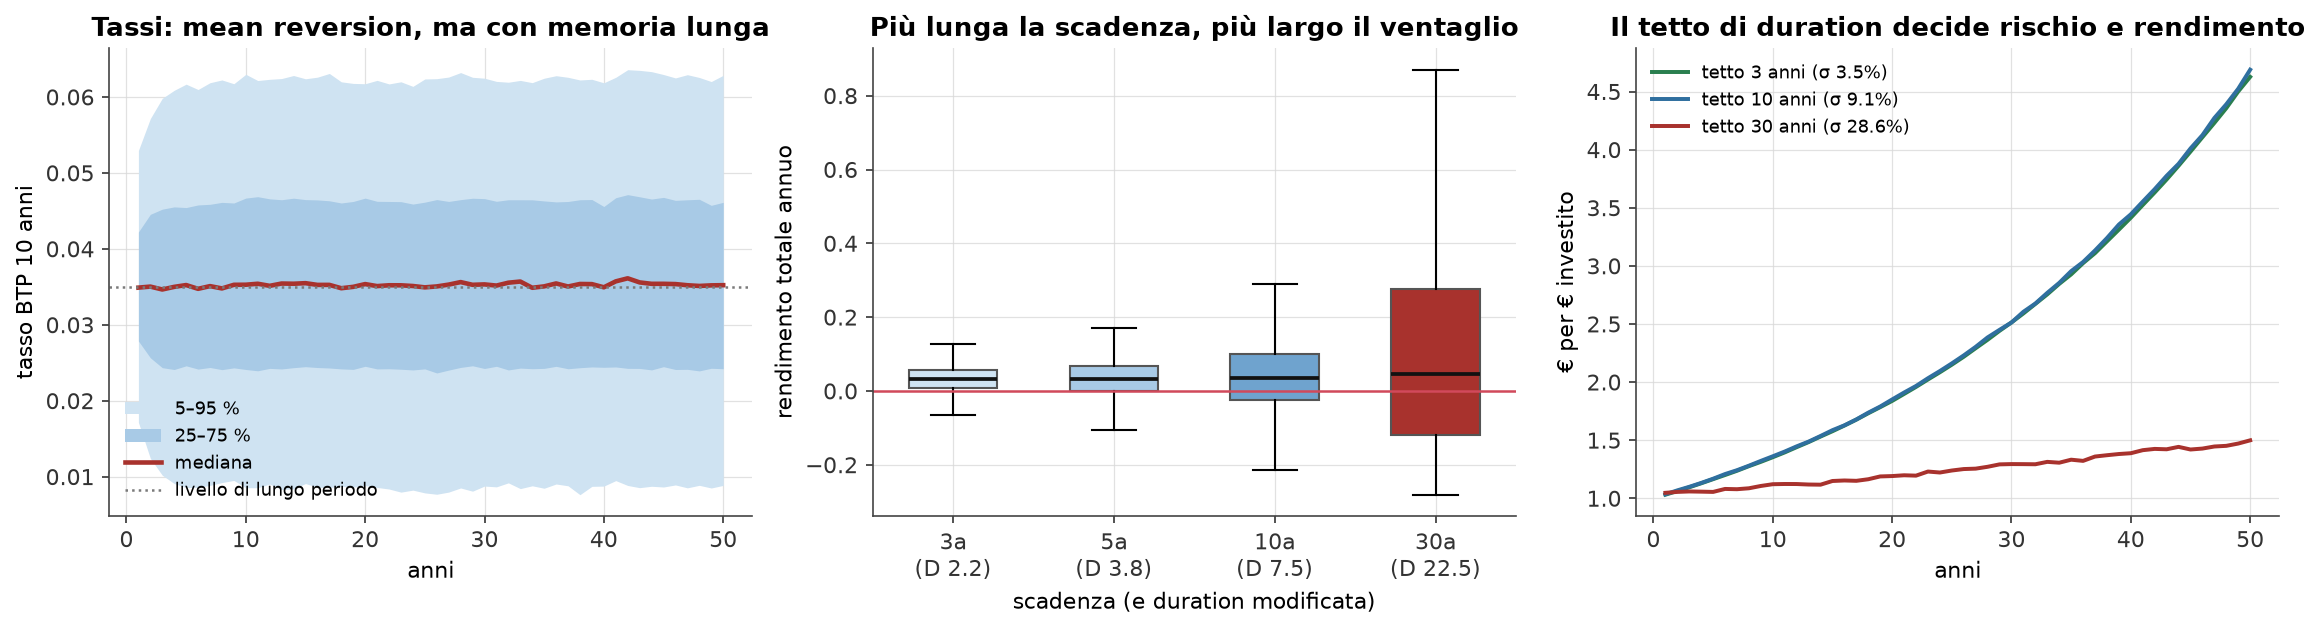 Tassi: mean reversion, ma con memoria lunga
tasso BTP 10 anni
0.06
0.05
0.04
0.03
0.02
0.01
5–95 %
25–75 %
mediana
livello di lungo periodo
0 10 20 30 40 50
anni
Più lunga la scadenza, più largo il ventaglio
rendimento totale annuo
0.8
0.6
0.4
0.2
0.0
−0.2
3a 5a 10a 30a
(D 2.2) (D 3.8) (D 7.5) (D 22.5)
scadenza (e duration modificata)
Il tetto di duration decide rischio e rendimento
€ per € investito
4.5
4.0
3.5
3.0
2.5
2.0
1.5
1.0
tetto 3 anni (σ 3.5%)
tetto 10 anni (σ 9.1%)
tetto 30 anni (σ 28.6%)
0 10 20 30 40 50
anni